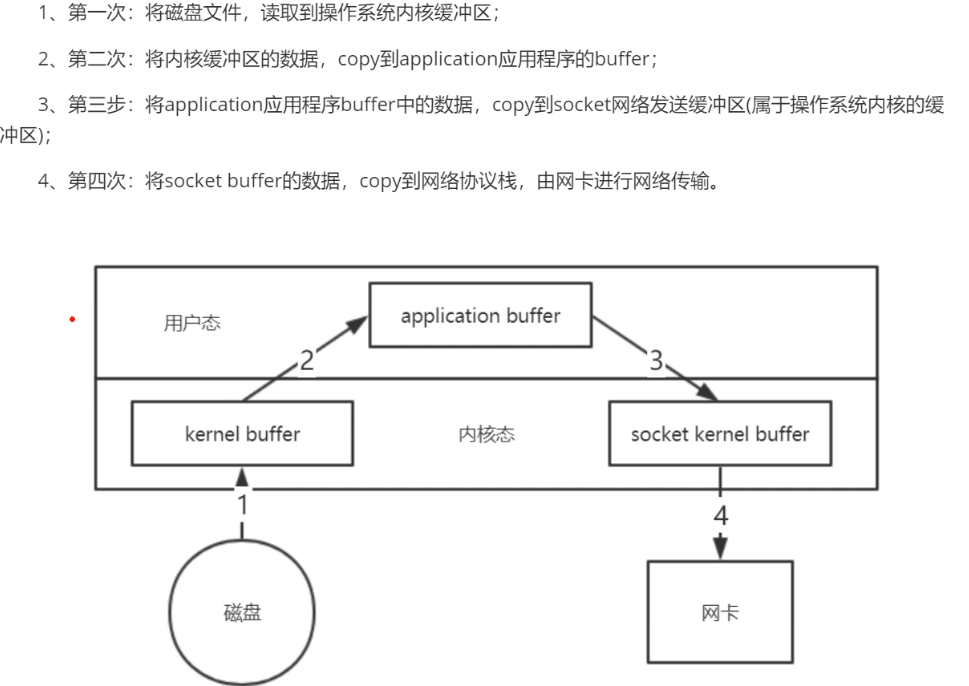 1、第一次：将磁盘文件，读取到操作系统内核缓冲区；
2、第二次：将内核缓冲区的数据，copy到application应用程序的buffer；
3、第三步：将application应用程序buffer中的数据，copy到socket网络发送缓冲区(属于操作系统内核的缓
冲区)；
4、第四次：将socket buffer的数据，copy到网络协议栈，由网卡进行网络传输。
application buffer
用户态
2
3
kernel buffer
内核态
socket kernel buffer
1
4
磁盘
网卡